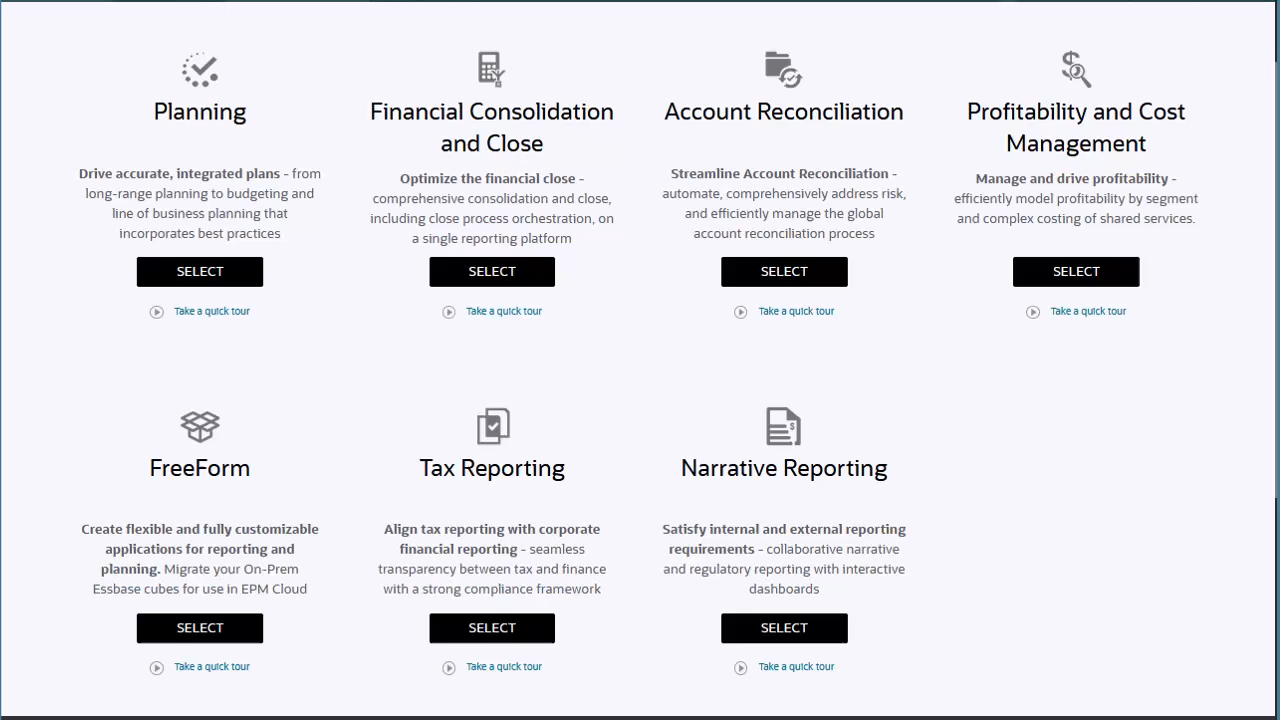 Planning
Drive accurate, integrated plans - from
long-range planning to budgeting and
line of business planning that
incorporates best practices
SELECT
Take a quick tour
Financial Consolidation
and Close
Optimize the financial close -
comprehensive consolidation and close,
including close process orchestration, on
a single reporting platform
SELECT
Take a quick tour
Account Reconciliation
Streamline Account Reconciliation -
automate, comprehensively address risk,
and efficiently manage the global
account reconciliation process
SELECT
Take a quick tour
Profitability and Cost
Management
Manage and drive profitability -
efficiently model profitability by segment
and complex costing of shared services.
SELECT
Take a quick tour
FreeForm
Create flexible and fully customizable
applications for reporting and
planning. Migrate your On-Prem
Essbase cubes for use in EPM Cloud
SELECT
Take a quick tour
Tax Reporting
Align tax reporting with corporate
financial reporting - seamless
transparency between tax and finance
with a strong compliance framework
SELECT
Take a quick tour
Narrative Reporting
Satisfy internal and external reporting
requirements - collaborative narrative
and regulatory reporting with interactive
dashboards
SELECT
Take a quick tour